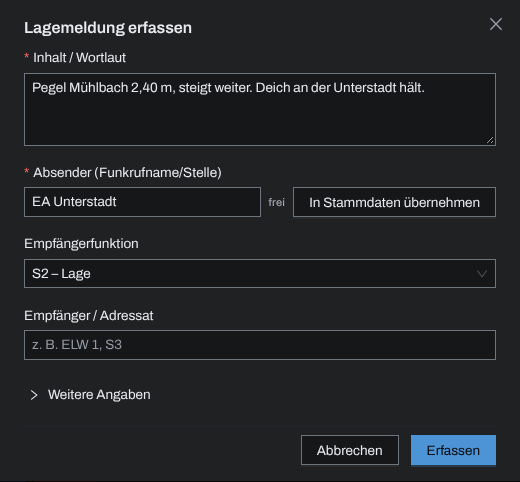 Lagemeldung erfassen
* Inhalt / Wortlaut
Pegel Mühlbach 2,40 m, steigt weiter. Deich an der Unterstadt hält.
* Absender (Funkrufname/Stelle)
EA Unterstadt frei In Stammdaten übernehmen
Empfängerfunktion
S2 – Lage
Empfänger / Adressat
z. B. ELW 1, S3
Weitere Angaben
Abbrechen Erfassen